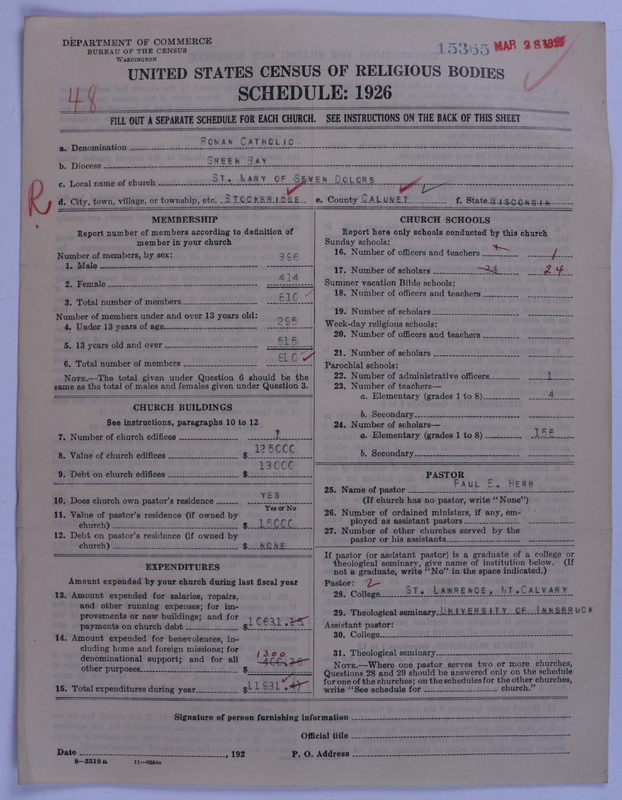 DEPARTMENT OF COMMERCE
BUREAU OF THE CENSUS
WASHINGTON
15365 MAR 28 1928
48
UNITED STATES CENSUS OF RELIGIOUS BODIES
SCHEDULE: 1926
FILL OUT A SEPARATE SCHEDULE FOR EACH CHURCH. SEE INSTRUCTIONS ON THE BACK OF THIS SHEET
a. Denomination ROMAN CATHOLIC
b. Diocese GREEN BAY
c. Local name of church ST. MARY OF SEVEN DOLORS
R
d. City, town, village, or township, etc. STOCKBRIDGE e. County CALUMET f. State WISCONSIN
MEMBERSHIP
Report number of members according to definition of
member in your church
Number of members, by sex:
1. Male 396
2. Female 414
3. Total number of members 810
Number of members under and over 13 years old:
4. Under 13 years of age 295
5. 13 years old and over 515
6. Total number of members 810
NOTE.—The total given under Question 6 should be the
same as the total of males and females given under Question 3.
CHURCH BUILDINGS
See instructions, paragraphs 10 to 12
7. Number of church edifices 1
8. Value of church edifices $ 125000
9. Debt on church edifices $ 13000
10. Does church own pastor's residence YES
Yes or No
11. Value of pastor's residence (if owned by
church) $ 15000
12. Debt on pastor's residence (if owned by
church) $ NONE
EXPENDITURES
Amount expended by your church during last fiscal year
13. Amount expended for salaries, repairs,
and other running expenses; for im-
provements or new buildings; and for
payments on church debt $ 10631.15
14. Amount expended for benevolences, in-
cluding home and foreign missions; for
denominational support; and for all 1300
other purposes $
15. Total expenditures during year $ 11931
CHURCH SCHOOLS
Report here only schools conducted by this church
Sunday schools:
16. Number of officers and teachers 1
17. Number of scholars 24 24
Summer vacation Bible schools:
18. Number of officers and teachers
19. Number of scholars
Week-day religious schools:
20. Number of officers and teachers
21. Number of scholars
Parochial schools:
22. Number of administrative officers 1
23. Number of teachers—
a. Elementary (grades 1 to 8) 4
b. Secondary
24. Number of scholars—
a. Elementary (grades 1 to 8) 156
b. Secondary
PASTOR
25. Name of pastor PAUL E. HERB
(If church has no pastor, write "None")
26. Number of ordained ministers, if any, em-
ployed as assistant pastors
27. Number of other churches served by the
pastor or his assistants
If pastor (or assistant pastor) is a graduate of a college or
theological seminary, give name of institution below. (If
not a graduate, write "No" in the space indicated.)
Pastor: 2
28. College ST. LAWRENCE, MT.CALVARY
29. Theological seminary UNIVERSITY OF INNSBRUCK
Assistant pastor:
30. College
31. Theological seminary
NOTE.—Where one pastor serves two or more churches,
Questions 28 and 29 should be answered only on the schedule
for one of the churches; on the schedules for the other churches,
write "See schedule for church."
Signature of person furnishing information
Official title
Date , 192 P. O. Address
8—5518a